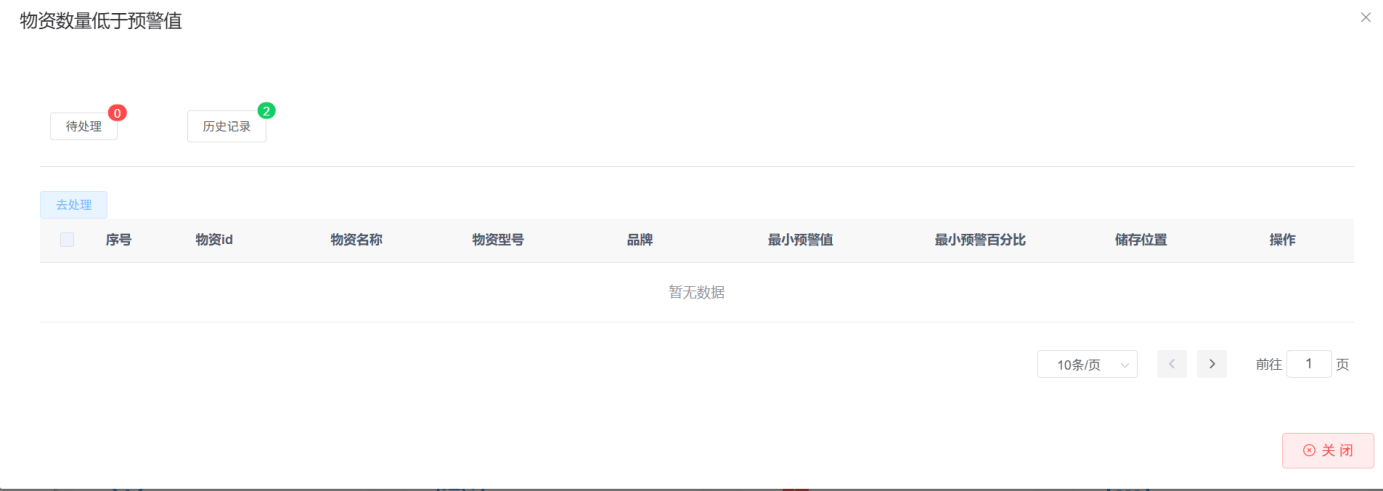 物资数量低于预警值
待处理 0 历史记录 2
去处理
序号 物资id 物资名称 物资型号 品牌 最小预警值 最小预警百分比 储存位置 操作
暂无数据
10条/页 前往 1 页
关 闭